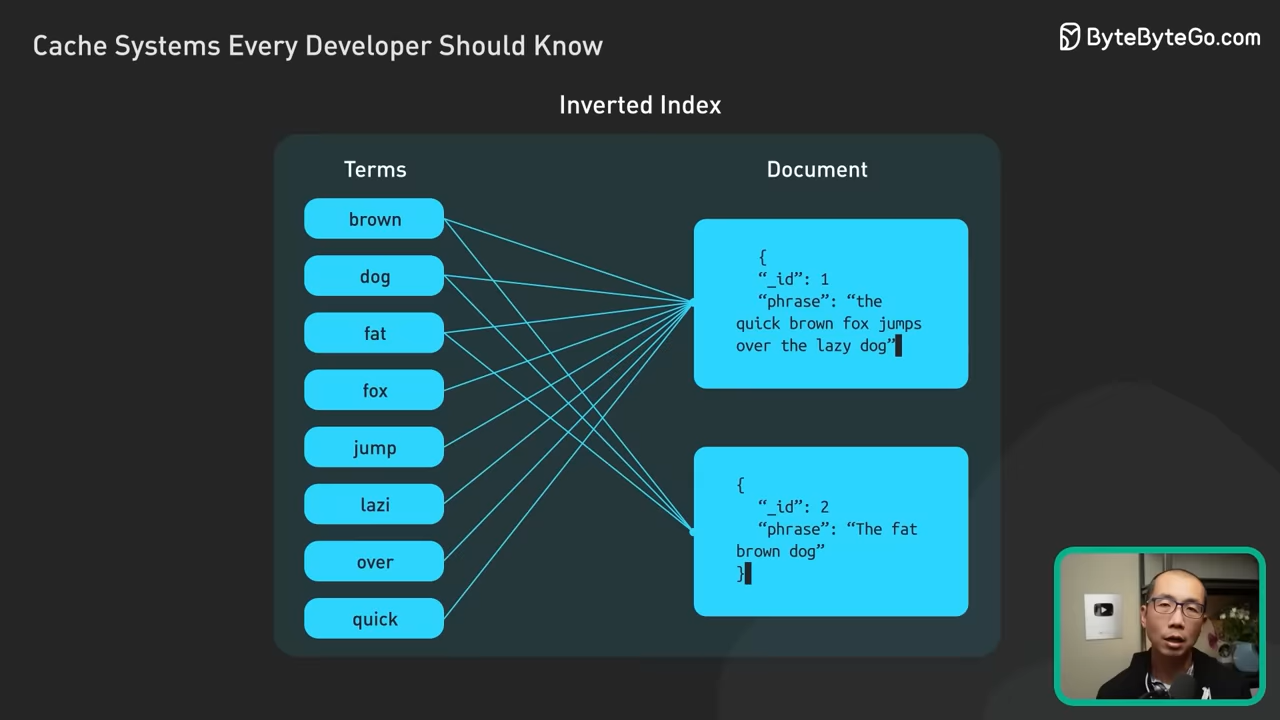 Cache Systems Every Developer Should Know
ByteByteGo.com
Inverted Index
Terms
Document
brown
dog
fat
fox
jump
lazi
over
quick
{
“_id”: 1
“phrase”: “the
quick brown fox jumps
over the lazy dog”
{
“_id”: 2
“phrase”: “The fat
brown dog”
}